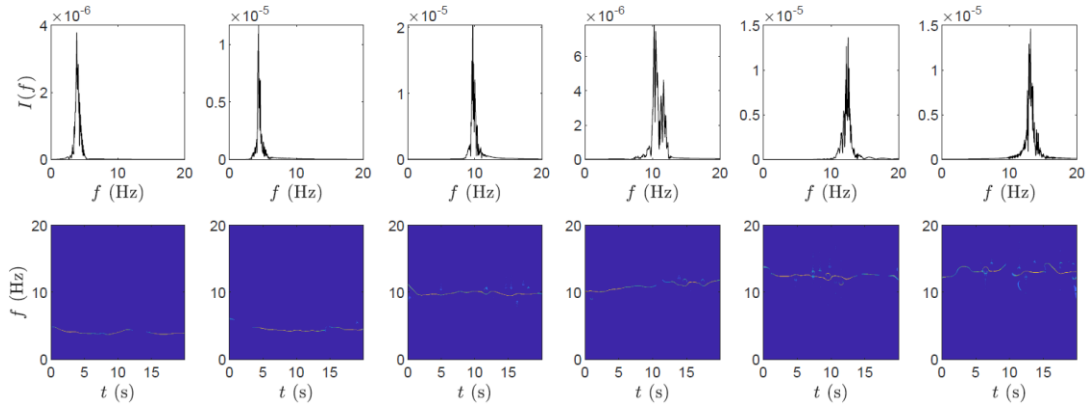 ×10⁻⁶ ×10⁻⁵ ×10⁻⁵ ×10⁻⁶ ×10⁻⁵ ×10⁻⁵
4 1 2 6 1.5 1.5
2 0.5 1 4 1 1
I(f) 2 0.5 0.5
0 0 0 0 0 0
0 10 20 0 10 20 0 10 20 0 10 20 0 10 20 0 10 20
f (Hz) f (Hz) f (Hz) f (Hz) f (Hz) f (Hz)
20 20 20 20 20 20
f (Hz) 10 10 10 10 10 10
0 0 0 0 0 0
0 5 10 15 0 5 10 15 0 5 10 15 0 5 10 15 0 5 10 15 0 5 10 15
t (s) t (s) t (s) t (s) t (s) t (s)